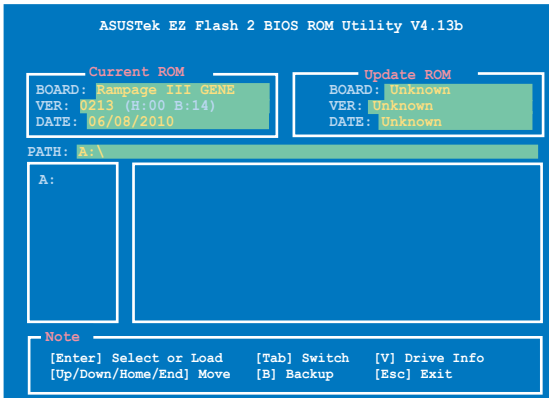 ASUSTek EZ Flash 2 BIOS ROM Utility V4.13b
Current ROM
BOARD: Rampage III GENE
VER: 0213 (H:00 B:14)
DATE: 06/08/2010
Update ROM
BOARD: Unknown
VER: Unknown
DATE: Unknown
PATH: A:\
A:
Note
[Enter] Select or Load [Tab] Switch [V] Drive Info
[Up/Down/Home/End] Move [B] Backup [Esc] Exit